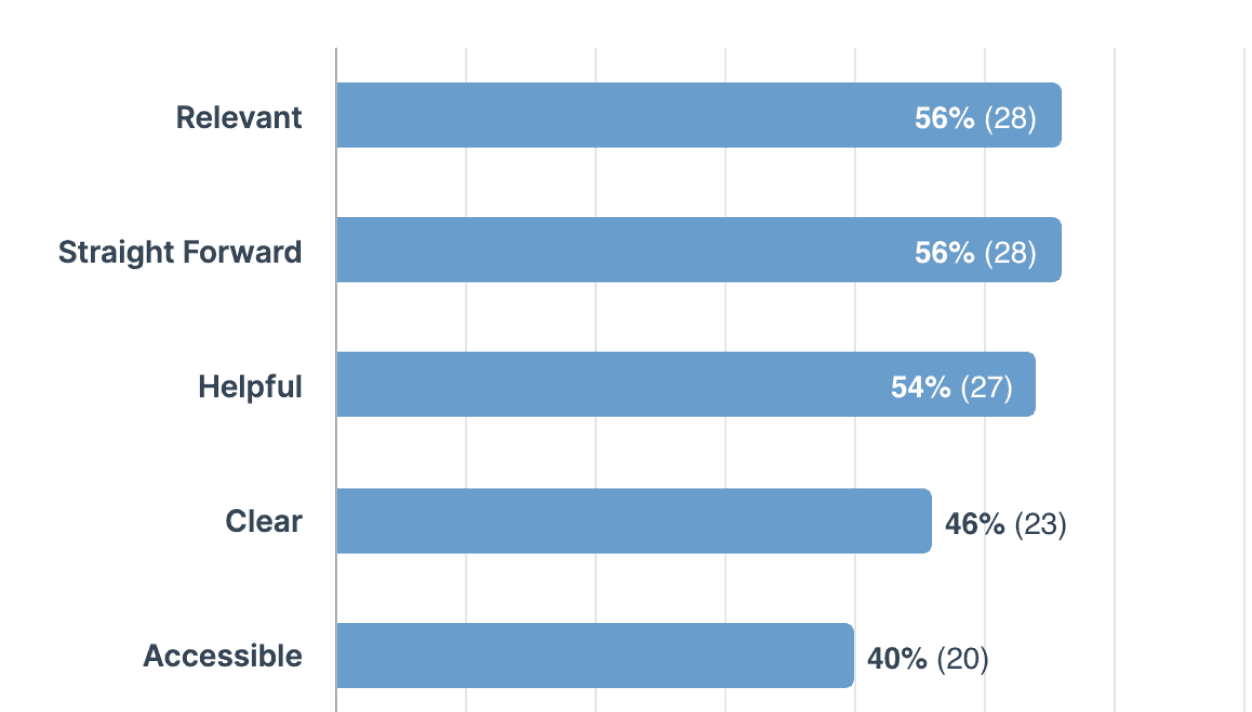 Relevant 56% (28)
Straight Forward 56% (28)
Helpful 54% (27)
Clear 46% (23)
Accessible 40% (20)